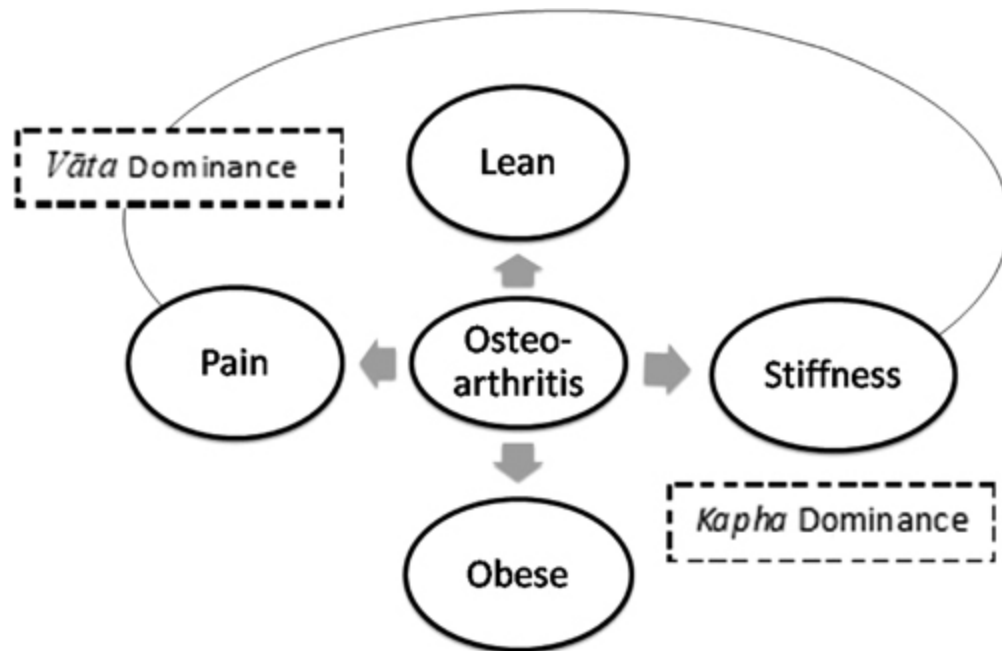 Lean
Vāta Dominance
Osteo-
arthritis
Pain
Stiffness
Kapha Dominance
Obese